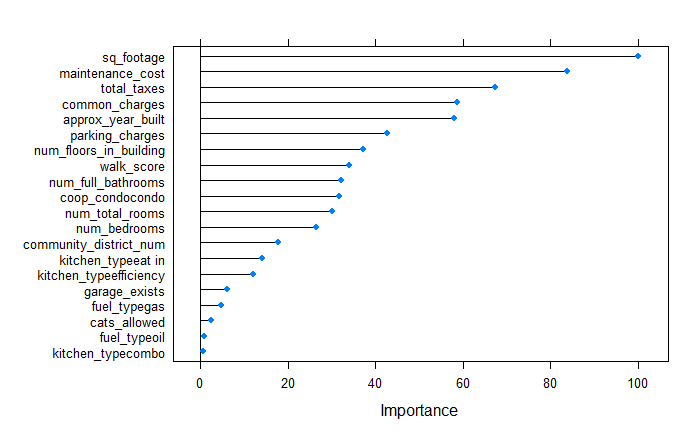 sq_footage
maintenance_cost
total_taxes
common_charges
approx_year_built
parking_charges
num_floors_in_building
walk_score
num_full_bathrooms
coop_condocondo
num_total_rooms
num_bedrooms
community_district_num
kitchen_typeeat in
kitchen_typeefficiency
garage_exists
fuel_typegas
cats_allowed
fuel_typeoil
kitchen_typecombo
0 20 40 60 80 100
Importance